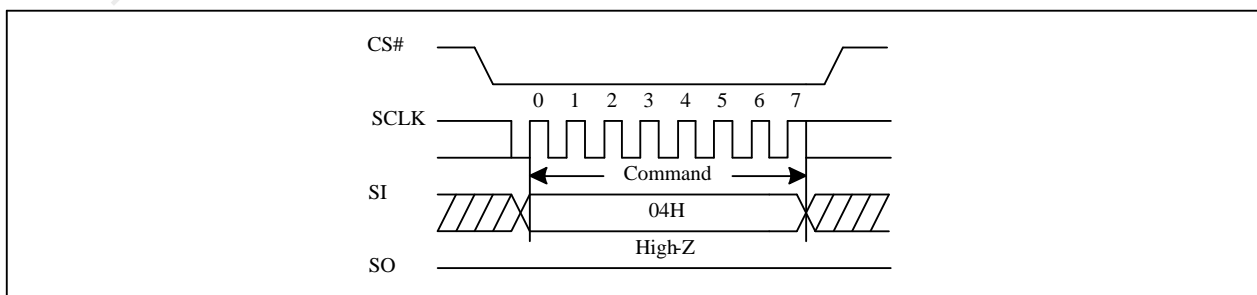 CS#
0 1 2 3 4 5 6 7
SCLK
Command
SI
04H
High-Z
SO